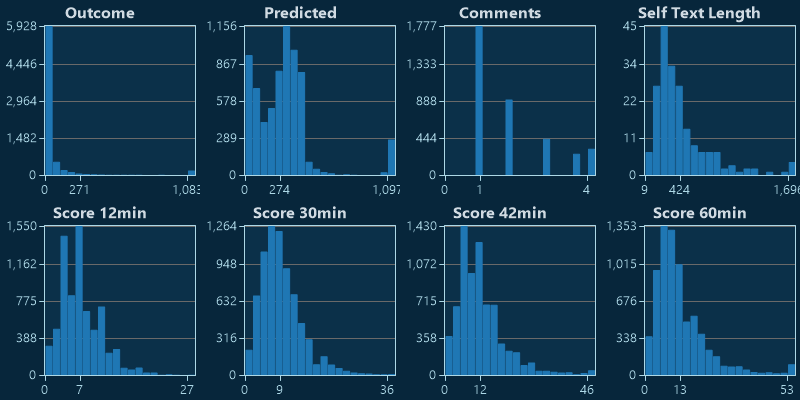 Outcome
5,928
4,446
2,964
1,482
0
0 271 1,083
Predicted
1,156
867
578
289
0
0 274 1,097
Comments
1,777
1,333
888
444
0
0 1 4
Self Text Length
45
34
22
11
0
9 424 1,696
Score 12min
1,550
1,162
775
388
0
0 7 27
Score 30min
1,264
948
632
316
0
0 9 36
Score 42min
1,430
1,072
715
358
0
0 12 46
Score 60min
1,353
1,015
676
338
0
0 13 53